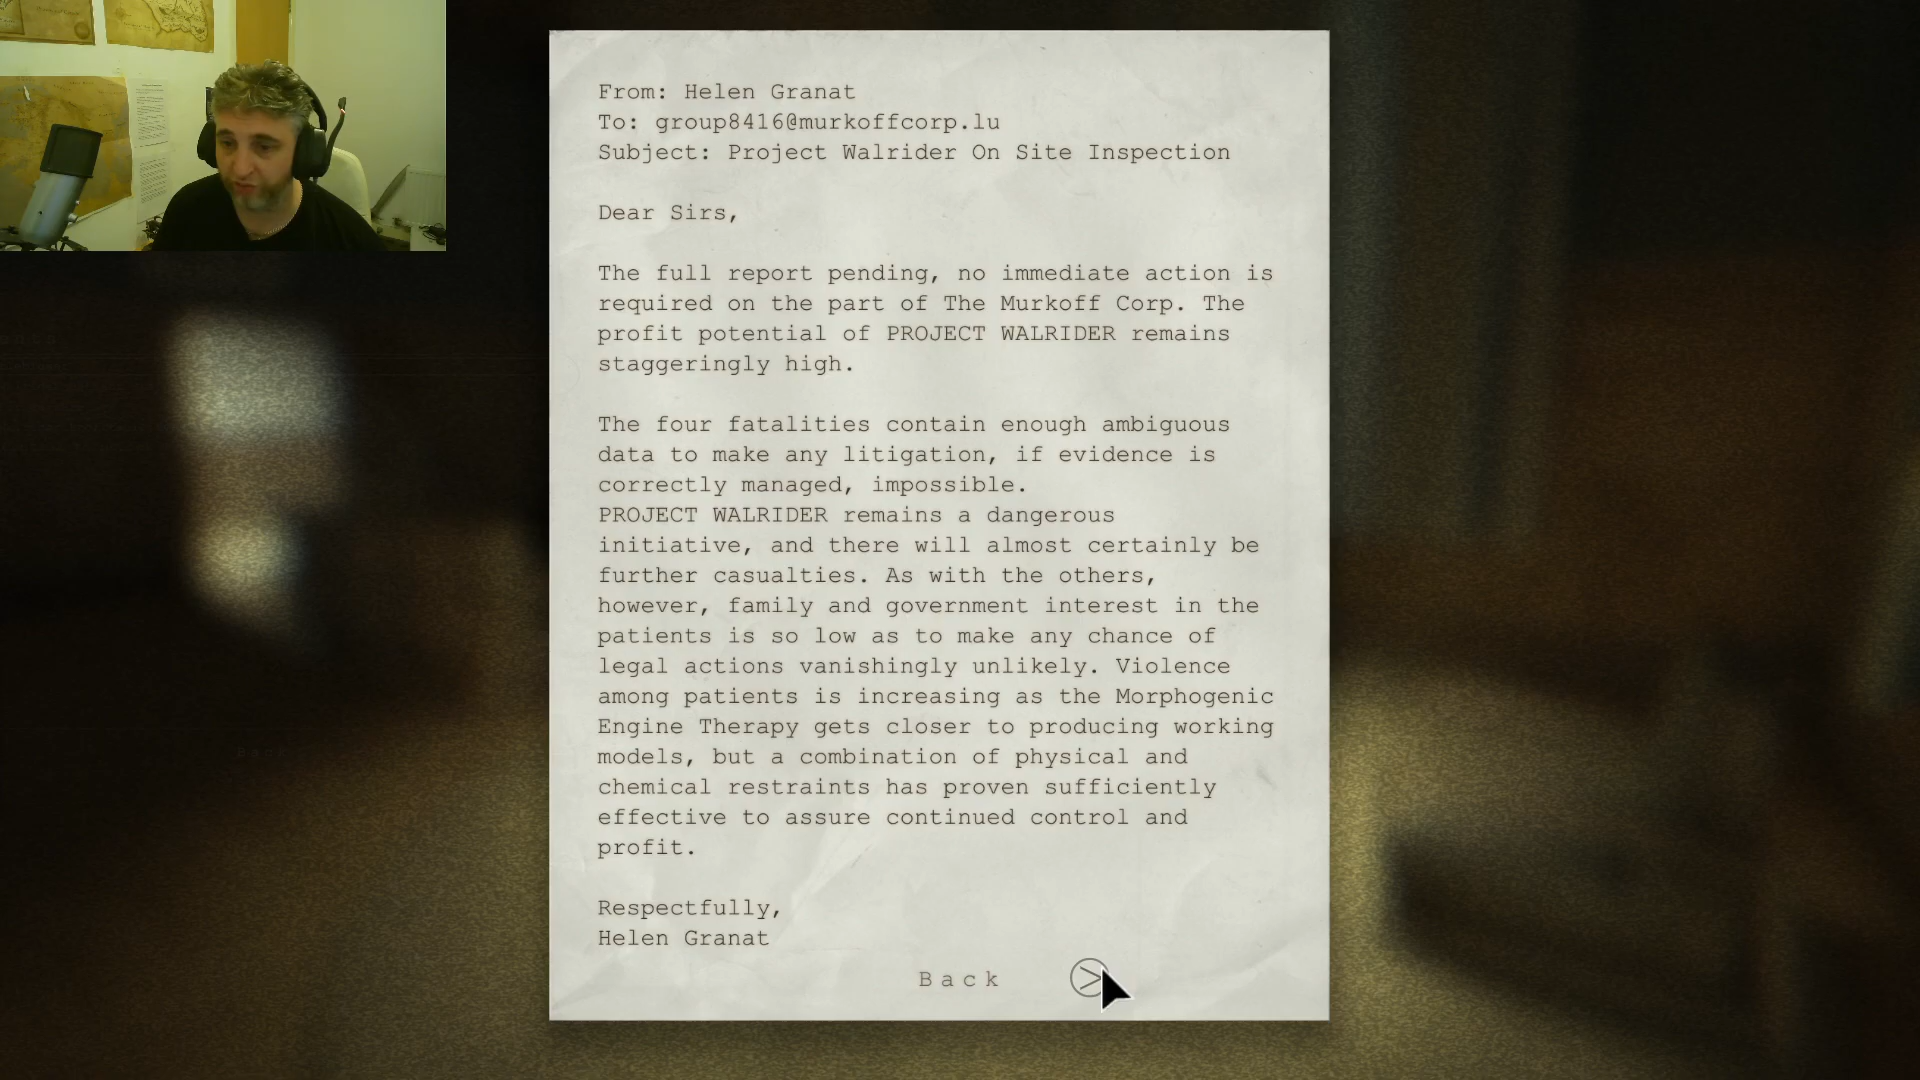 From: Helen Granat
To: group8416@murkoffcorp.lu
Subject: Project Walrider On Site Inspection
Dear Sirs,
The full report pending, no immediate action is
required on the part of The Murkoff Corp. The
profit potential of PROJECT WALRIDER remains
staggeringly high.
The four fatalities contain enough ambiguous
data to make any litigation, if evidence is
correctly managed, impossible.
PROJECT WALRIDER remains a dangerous
initiative, and there will almost certainly be
further casualties. As with the others,
however, family and government interest in the
patients is so low as to make any chance of
legal actions vanishingly unlikely. Violence
among patients is increasing as the Morphogenic
Engine Therapy gets closer to producing working
models, but a combination of physical and
chemical restraints has proven sufficiently
effective to assure continued control and
profit.
Respectfully,
Helen Granat
Back >